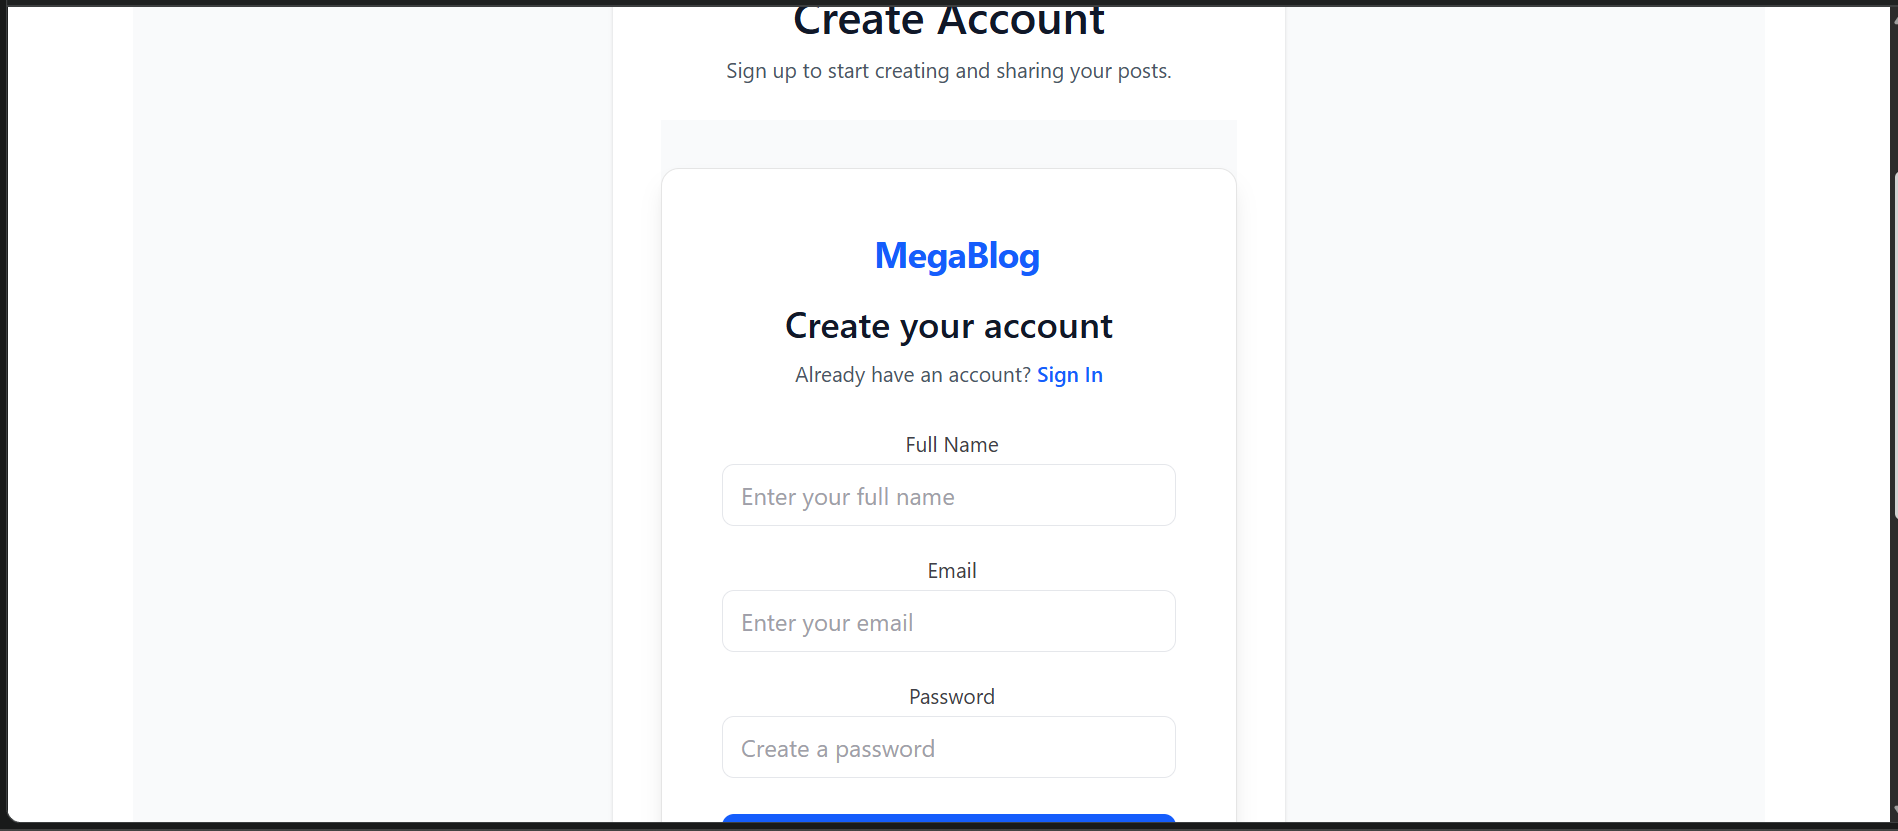 Create Account
Sign up to start creating and sharing your posts.
MegaBlog
Create your account
Already have an account? Sign In
Full Name
Enter your full name
Email
Enter your email
Password
Create a password